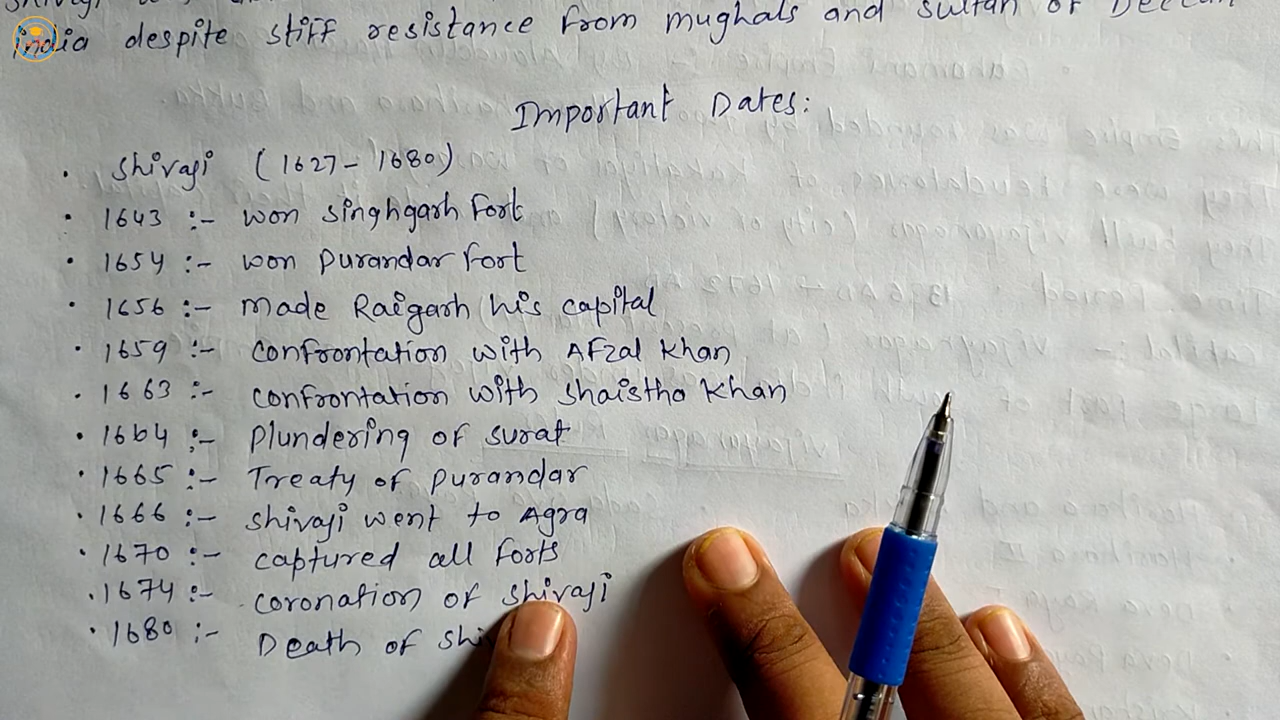 india despite stiff resistance from mughals and sultan of Deccan
Important Dates:
• Shivaji (1627 - 1680)
• 1643 :- won Singhgarh Fort
• 1654 :- won Purandar Fort
• 1656 :- made Raigarh his capital
• 1659 :- confrontation with AFzal Khan
• 1663 :- confrontation with Shaistha Khan
• 1664 :- Plundering of Surat
• 1665 :- Treaty of Purandar
• 1666 :- Shivaji went to Agra
• 1670 :- captured all forts
• 1674 :- coronation of Shivaji
• 1680 :- Death of Shi